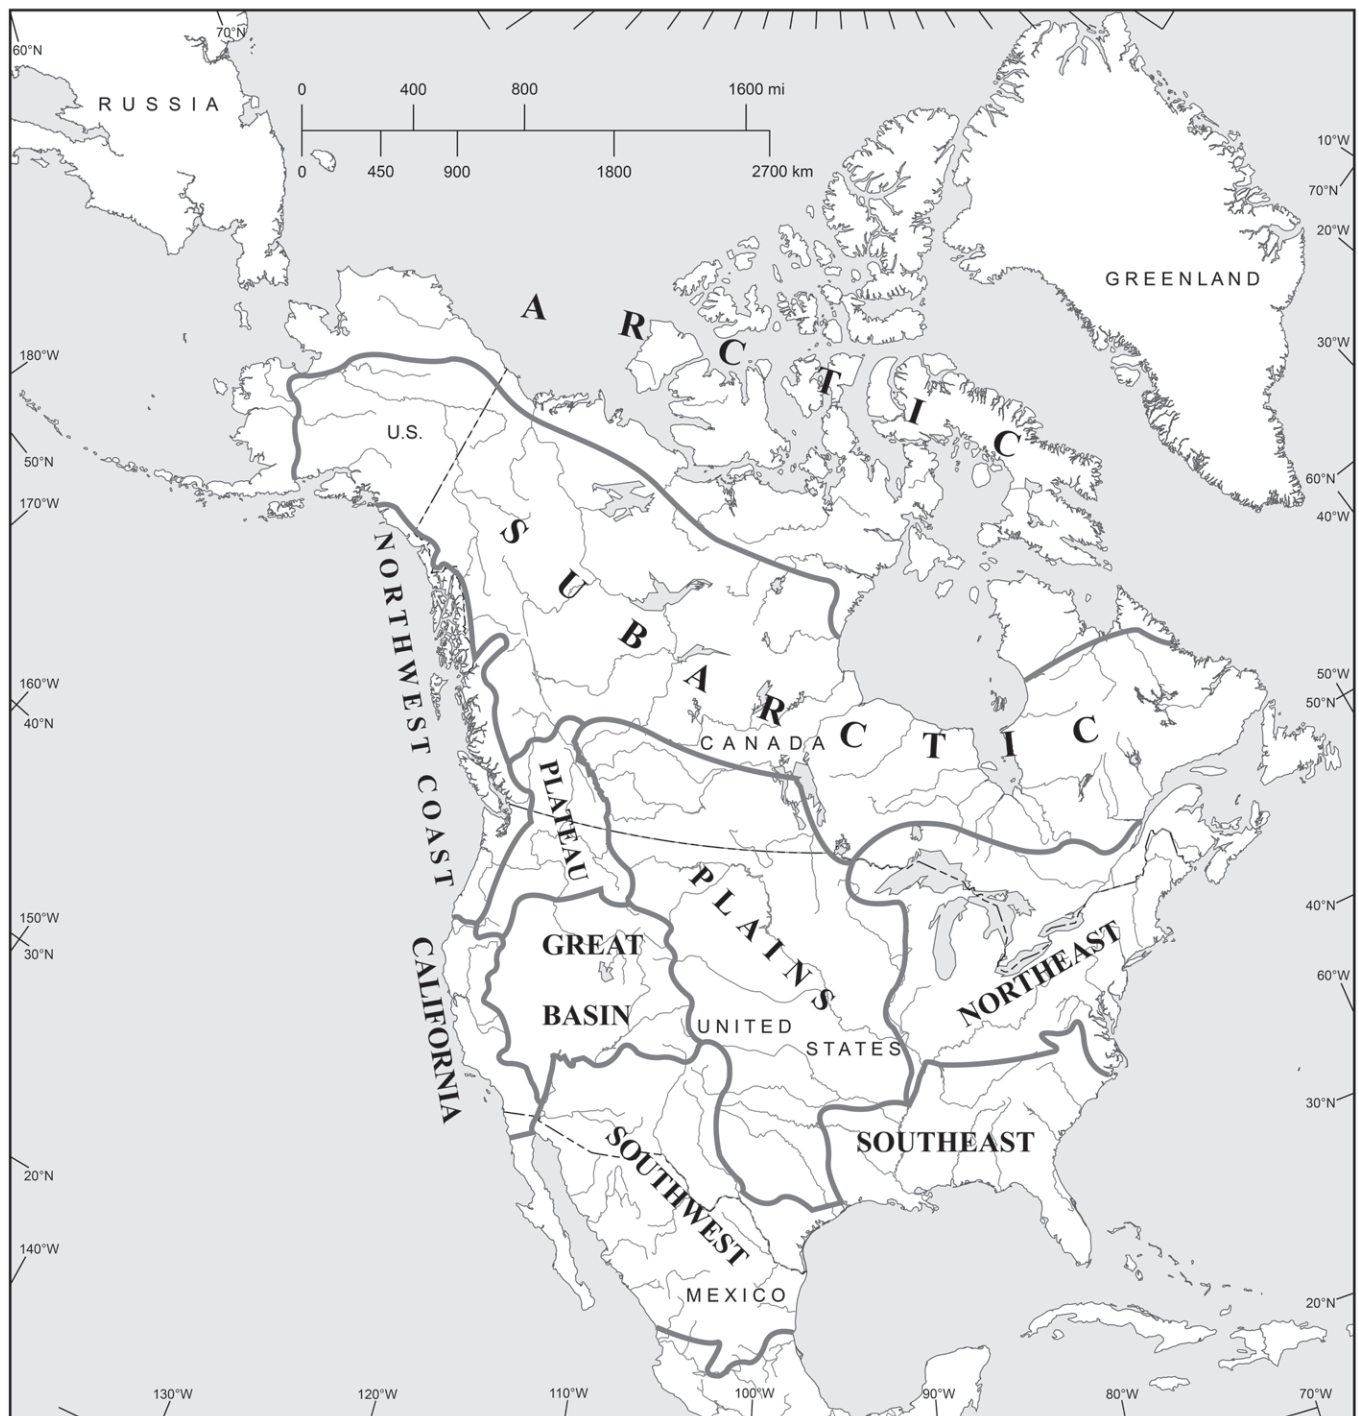 60°N
70°N
RUSSIA
0 400 800 1600 mi
0 450 900 1800 2700 km
10°W
70°N
20°W
GREENLAND
ARCTIC
30°W
180°W
U.S.
50°N
170°W
60°N
40°W
SUBARCTIC
NORTHWEST COAST
50°W
50°N
160°W
40°N
CANADA
PLATEAU
PLAINS
150°W
30°N
40°N
60°W
CALIFORNIA
GREAT
BASIN
NORTHEAST
UNITED
STATES
30°N
SOUTHEAST
SOUTHWEST
20°N
140°W
MEXICO
20°N
130°W 120°W 110°W 100°W 90°W 80°W 70°W